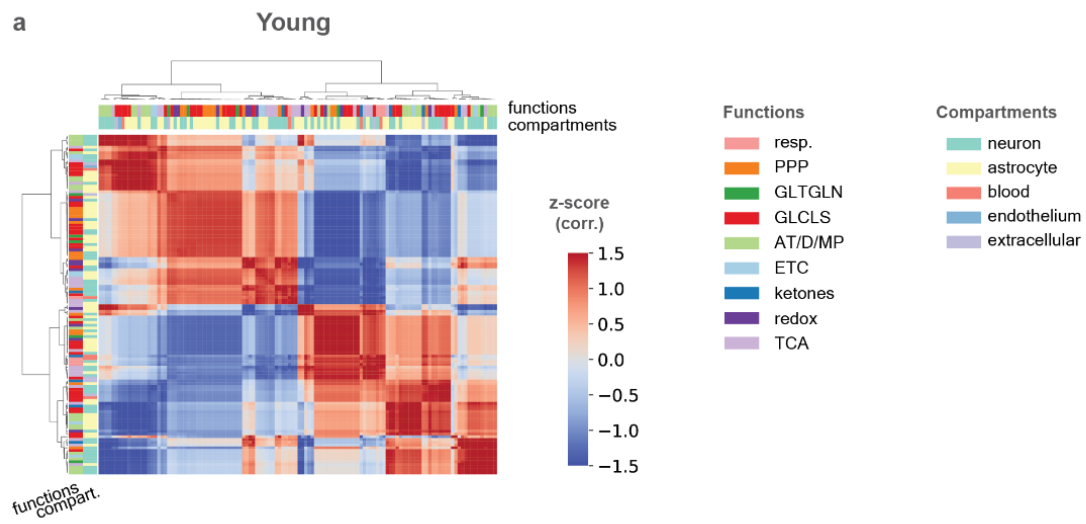 a
Young
functions
compartments
functions
compart.
z-score
(corr.)
1.5
1.0
0.5
0.0
−0.5
−1.0
−1.5
Functions
resp.
PPP
GLTGLN
GLCLS
AT/D/MP
ETC
ketones
redox
TCA
Compartments
neuron
astrocyte
blood
endothelium
extracellular